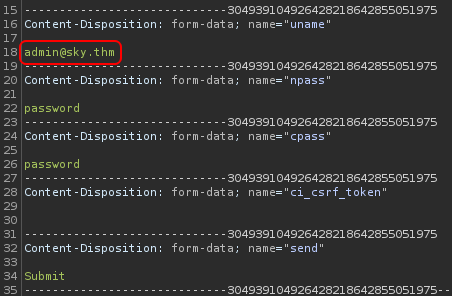 15 -----------------------------30493910492642821864285505​1975
16 Content-Disposition: form-data; name="uname"
17
18 admin@sky.thm
19 -----------------------------304939104926428218642855051975
20 Content-Disposition: form-data; name="npass"
21
22 password
23 -----------------------------304939104926428218642855051975
24 Content-Disposition: form-data; name="cpass"
25
26 password
27 -----------------------------304939104926428218642855051975
28 Content-Disposition: form-data; name="ci_csrf_token"
29
30
31 -----------------------------304939104926428218642855051975
32 Content-Disposition: form-data; name="send"
33
34 Submit
35 -----------------------------304939104926428218642855051975--